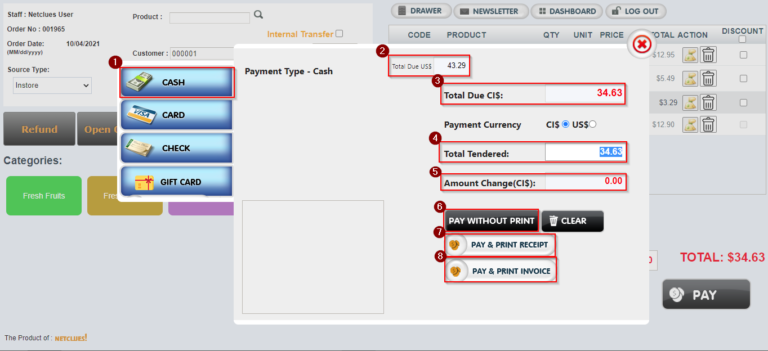 Staff : Netclues User
Order No : 001965
Order Date: 10/04/2021
(MM/dd/yyyy)
Source Type:
Instore
Product :
Internal Transfer
Customer : 000001
DRAWER
NEWSLETTER
DASHBOARD
LOG OUT
CODE PRODUCT QTY UNIT PRICE TOTAL ACTION DISCOUNT
$12.95
$5.49
$3.29
$12.90
Refund
Open
Categories:
Fresh Fruits
Fres
1
CASH
CARD
VISA
CHECK
GIFT CARD
Payment Type - Cash
2
Total Due US$ 43.29
3
Total Due CI$: 34.63
Payment Currency CI$ US$
4
Total Tendered: 34.63
5
Amount Change(CI$): 0.00
6
PAY WITHOUT PRINT
CLEAR
7
PAY & PRINT RECEIPT
8
PAY & PRINT INVOICE
0
TOTAL: $34.63
PAY
The Product of : NETCLUES!